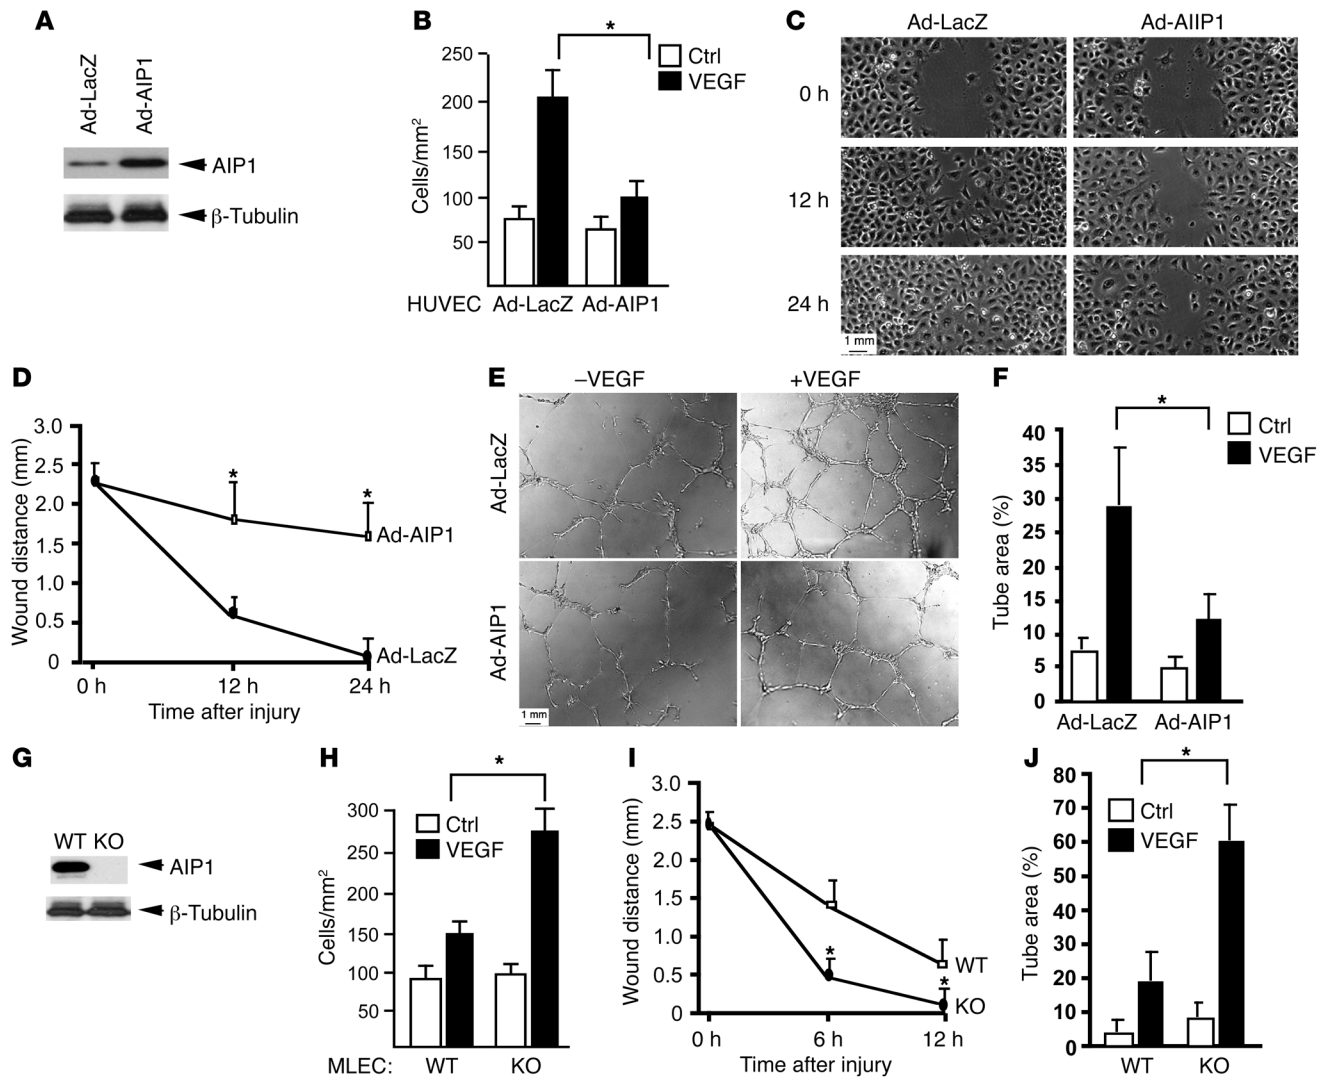 A
Ad-LacZ
Ad-AIP1
AIP1
β-Tubulin
B
*
Ctrl
VEGF
250
200
150
100
50
Cells/mm²
HUVEC Ad-LacZ Ad-AIP1
C
Ad-LacZ Ad-AIIP1
0 h
12 h
24 h
1 mm
D
3.0
2.5
2.0
1.5
1.0
0.5
0
Wound distance (mm)
*
*
Ad-AIP1
Ad-LacZ
0 h 12 h 24 h
Time after injury
E
–VEGF +VEGF
Ad-LacZ
Ad-AIP1
1 mm
F
*
Ctrl
VEGF
40
35
30
25
20
15
10
5
0
Tube area (%)
Ad-LacZ Ad-AIP1
G
WT KO
AIP1
β-Tubulin
H
*
Ctrl
VEGF
300
250
200
150
100
50
Cells/mm²
MLEC: WT KO
I
3.0
2.5
2.0
1.5
1.0
0.5
0
Wound distance (mm)
*
*
WT
KO
0 h 6 h 12 h
Time after injury
J
*
Ctrl
VEGF
80
70
60
50
40
30
20
10
0
Tube area (%)
WT KO